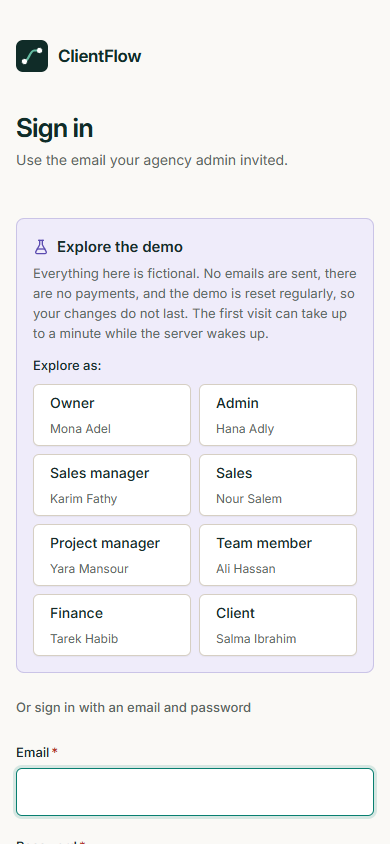 ClientFlow
Sign in
Use the email your agency admin invited.
Explore the demo
Everything here is fictional. No emails are sent, there
are no payments, and the demo is reset regularly, so
your changes do not last. The first visit can take up
to a minute while the server wakes up.
Explore as:
Owner
Mona Adel
Admin
Hana Adly
Sales manager
Karim Fathy
Sales
Nour Salem
Project manager
Yara Mansour
Team member
Ali Hassan
Finance
Tarek Habib
Client
Salma Ibrahim
Or sign in with an email and password
Email*